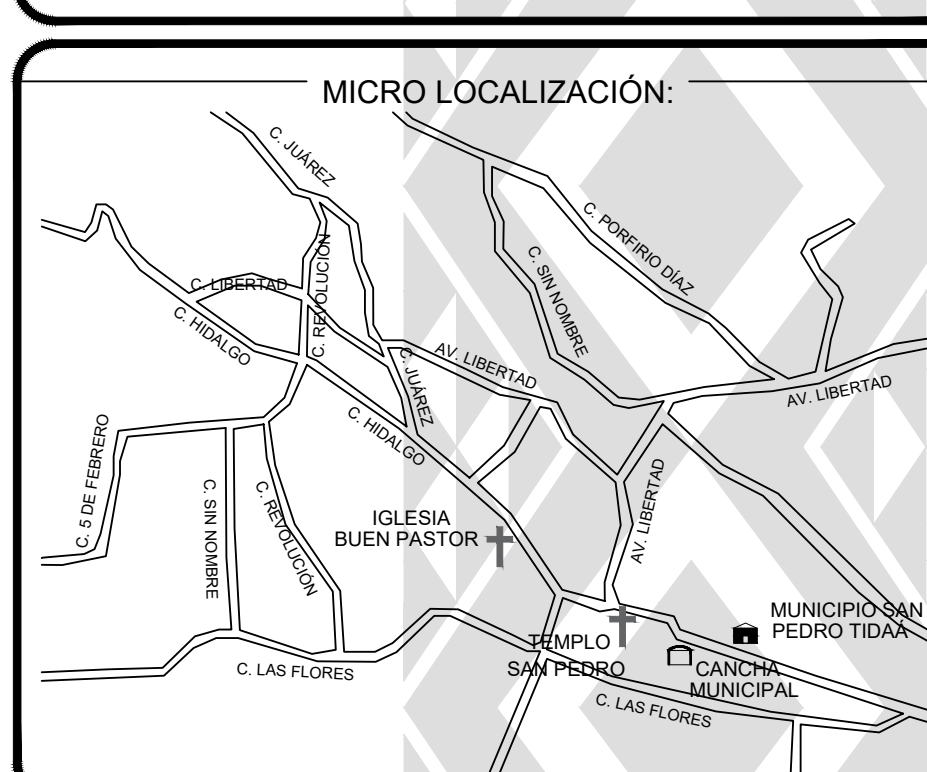 MICRO LOCALIZACIÓN:
C. JUÁREZ
C. PORFIRIO DÍAZ
C. REVOLUCIÓN
C. SIN NOMBRE
C. LIBERTAD
C. HIDALGO
C. JUÁREZ
AV. LIBERTAD
AV. LIBERTAD
C. HIDALGO
C. 5 DE FEBRERO
C. SIN NOMBRE
C. REVOLUCIÓN
AV. LIBERTAD
IGLESIA
BUEN PASTOR
MUNICIPIO SAN
PEDRO TIDAÁ
TEMPLO
SAN PEDRO
CANCHA
MUNICIPAL
C. LAS FLORES
C. LAS FLORES